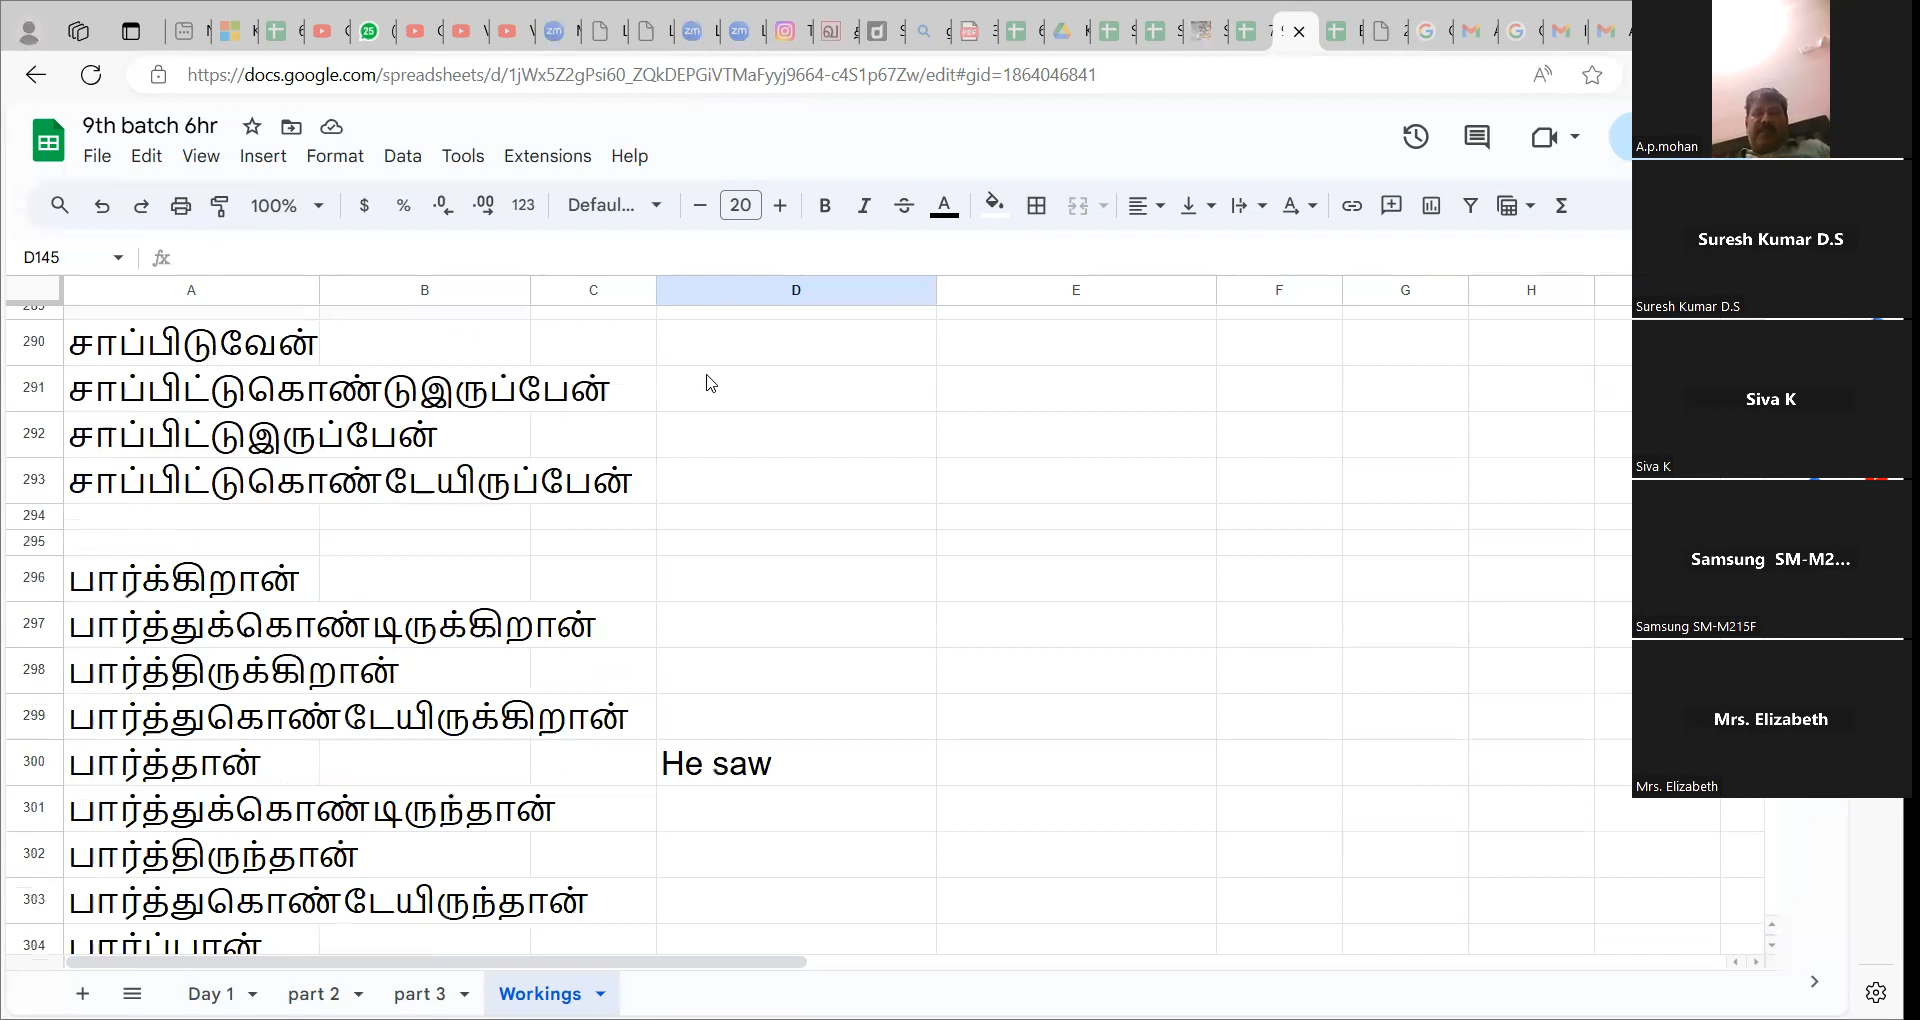 https://docs.google.com/spreadsheets/d/1jWx5Z2gPsi60_ZQkDEPGiVTMaFyyj9664-c4S1p67Zw/edit#gid=1864046841
9th batch 6hr
File Edit View Insert Format Data Tools Extensions Help
100% $ % .0 .00 123 Defaul... 20
D145
A B C D E F G H
290 சாப்பிடுவேன்
291 சாப்பிட்டுகொண்டுஇருப்பேன்
292 சாப்பிட்டுஇருப்பேன்
293 சாப்பிட்டுகொண்டேயிருப்பேன்
294
295
296 பார்க்கிறான்
297 பார்த்துக்கொண்டிருக்கிறான்
298 பார்த்திருக்கிறான்
299 பார்த்துகொண்டேயிருக்கிறான்
300 பார்த்தான் He saw
301 பார்த்துக்கொண்டிருந்தான்
302 பார்த்திருந்தான்
303 பார்த்துகொண்டேயிருந்தான்
304 பார்ப்பான்
Day 1 part 2 part 3 Workings
A.p.mohan
Suresh Kumar D.S
Suresh Kumar D.S
Siva K
Siva K
Samsung SM-M2...
Samsung SM-M215F
Mrs. Elizabeth
Mrs. Elizabeth